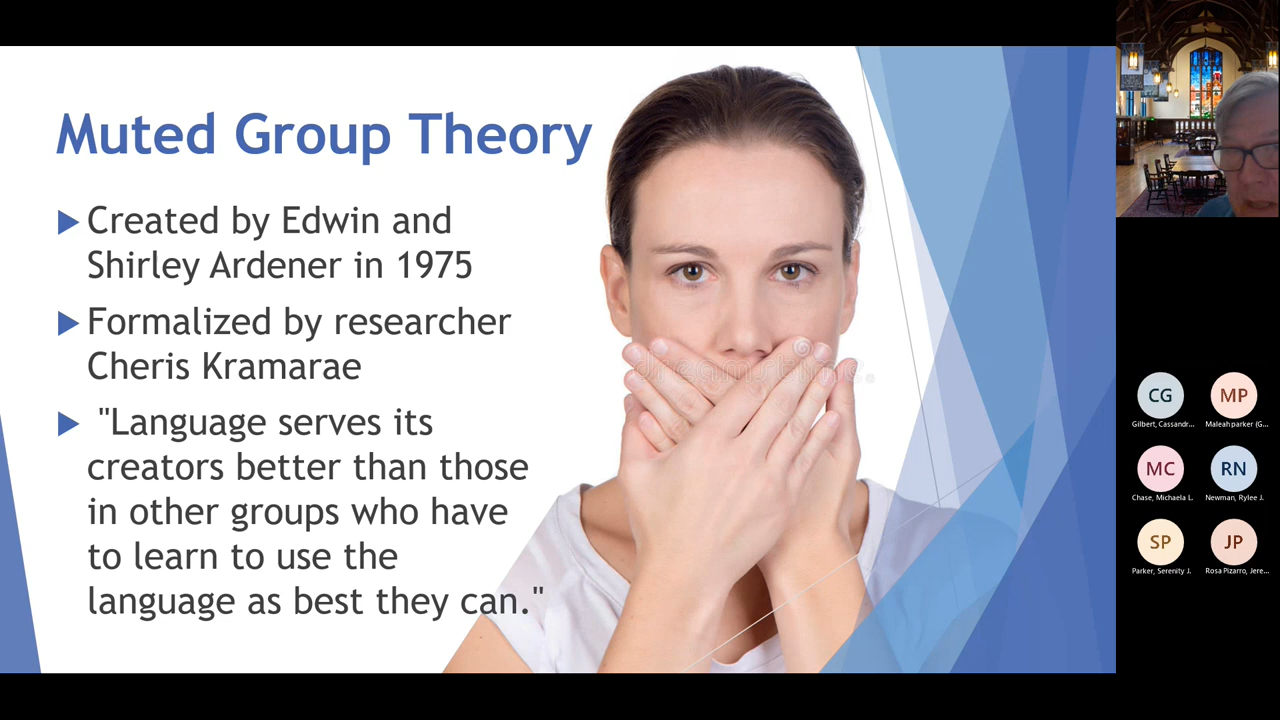 Muted Group Theory
Created by Edwin and
Shirley Ardener in 1975
Formalized by researcher
Cheris Kramarae
"Language serves its
creators better than those
in other groups who have
to learn to use the
language as best they can."
dreamstime.
CG
MP
Gilbert, Cassandr...
Maleah parker (G...
MC
RN
Chase, Michaela L.
Newman, Rylee J.
SP
JP
Parker, Serenity J.
Rosa Pizarro, Jere...